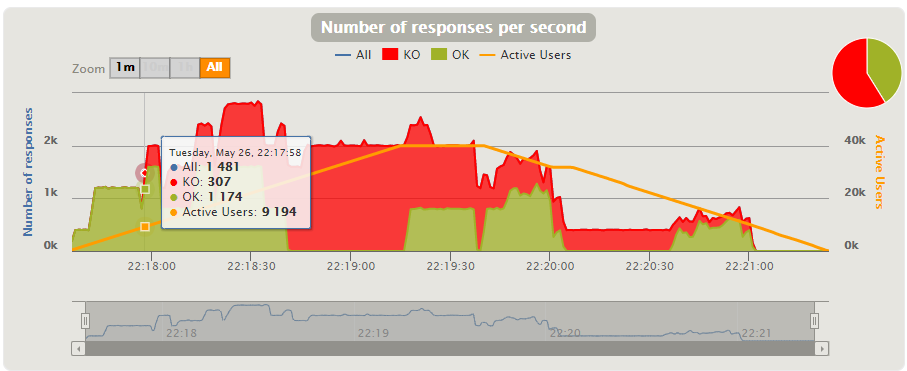 Number of responses per second
All KO OK Active Users
Zoom 1m 10m 1h All
Number of responses
2k
1k
0k
40k
20k
0k
Active Users
Tuesday, May 26, 22:17:58
All: 1 481
KO: 307
OK: 1 174
Active Users: 9 194
22:18:00 22:18:30 22:19:00 22:19:30 22:20:00 22:20:30 22:21:00
22:18 22:19 22:20 22:21